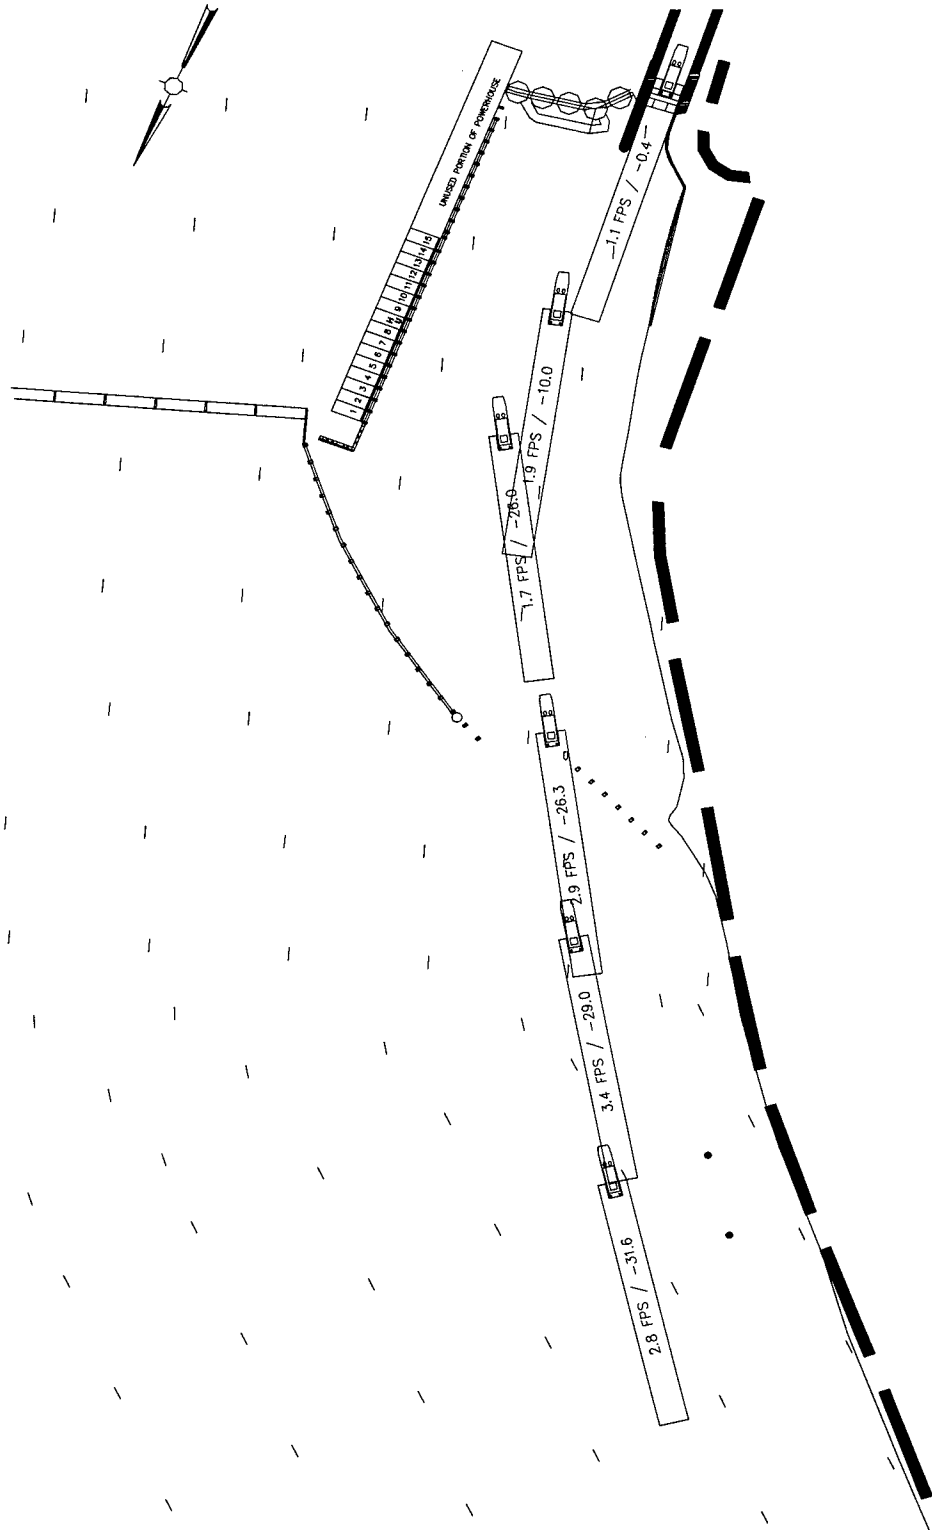 UNUSED PORTION OF POWERHOUSE
15
14
13
12
11
10
9
HU
8
7
6
5
4
3
2
1
1.1 FPS / -0.4
1.9 FPS / -10.0
1.7 FPS / -26.0
2.9 FPS / -26.3
3.4 FPS / -29.0
2.8 FPS / -31.6